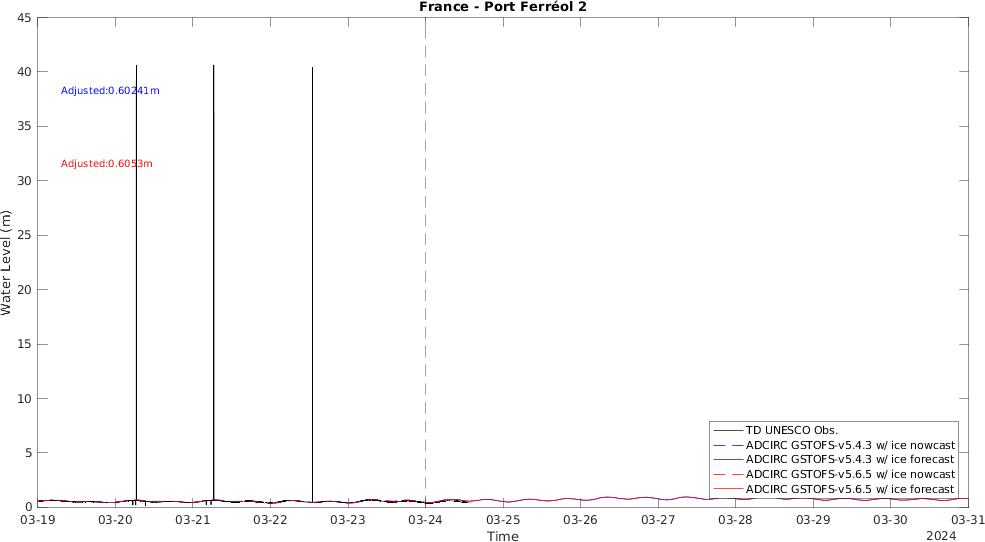 France - Port Ferréol 2
45
40
35
30
25
20
15
10
5
0
Water Level (m)
Adjusted:0.60241m
Adjusted:0.6053m
TD UNESCO Obs.
ADCIRC GSTOFS-v5.4.3 w/ ice nowcast
ADCIRC GSTOFS-v5.4.3 w/ ice forecast
ADCIRC GSTOFS-v5.6.5 w/ ice nowcast
ADCIRC GSTOFS-v5.6.5 w/ ice forecast
03-19 03-20 03-21 03-22 03-23 03-24 03-25 03-26 03-27 03-28 03-29 03-30 03-31
Time
2024